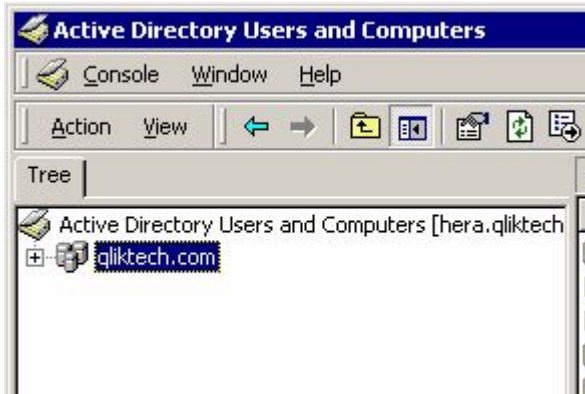 Active Directory Users and Computers
Console Window Help
Action View
Tree
Active Directory Users and Computers [hera.qliktech
qliktech.com